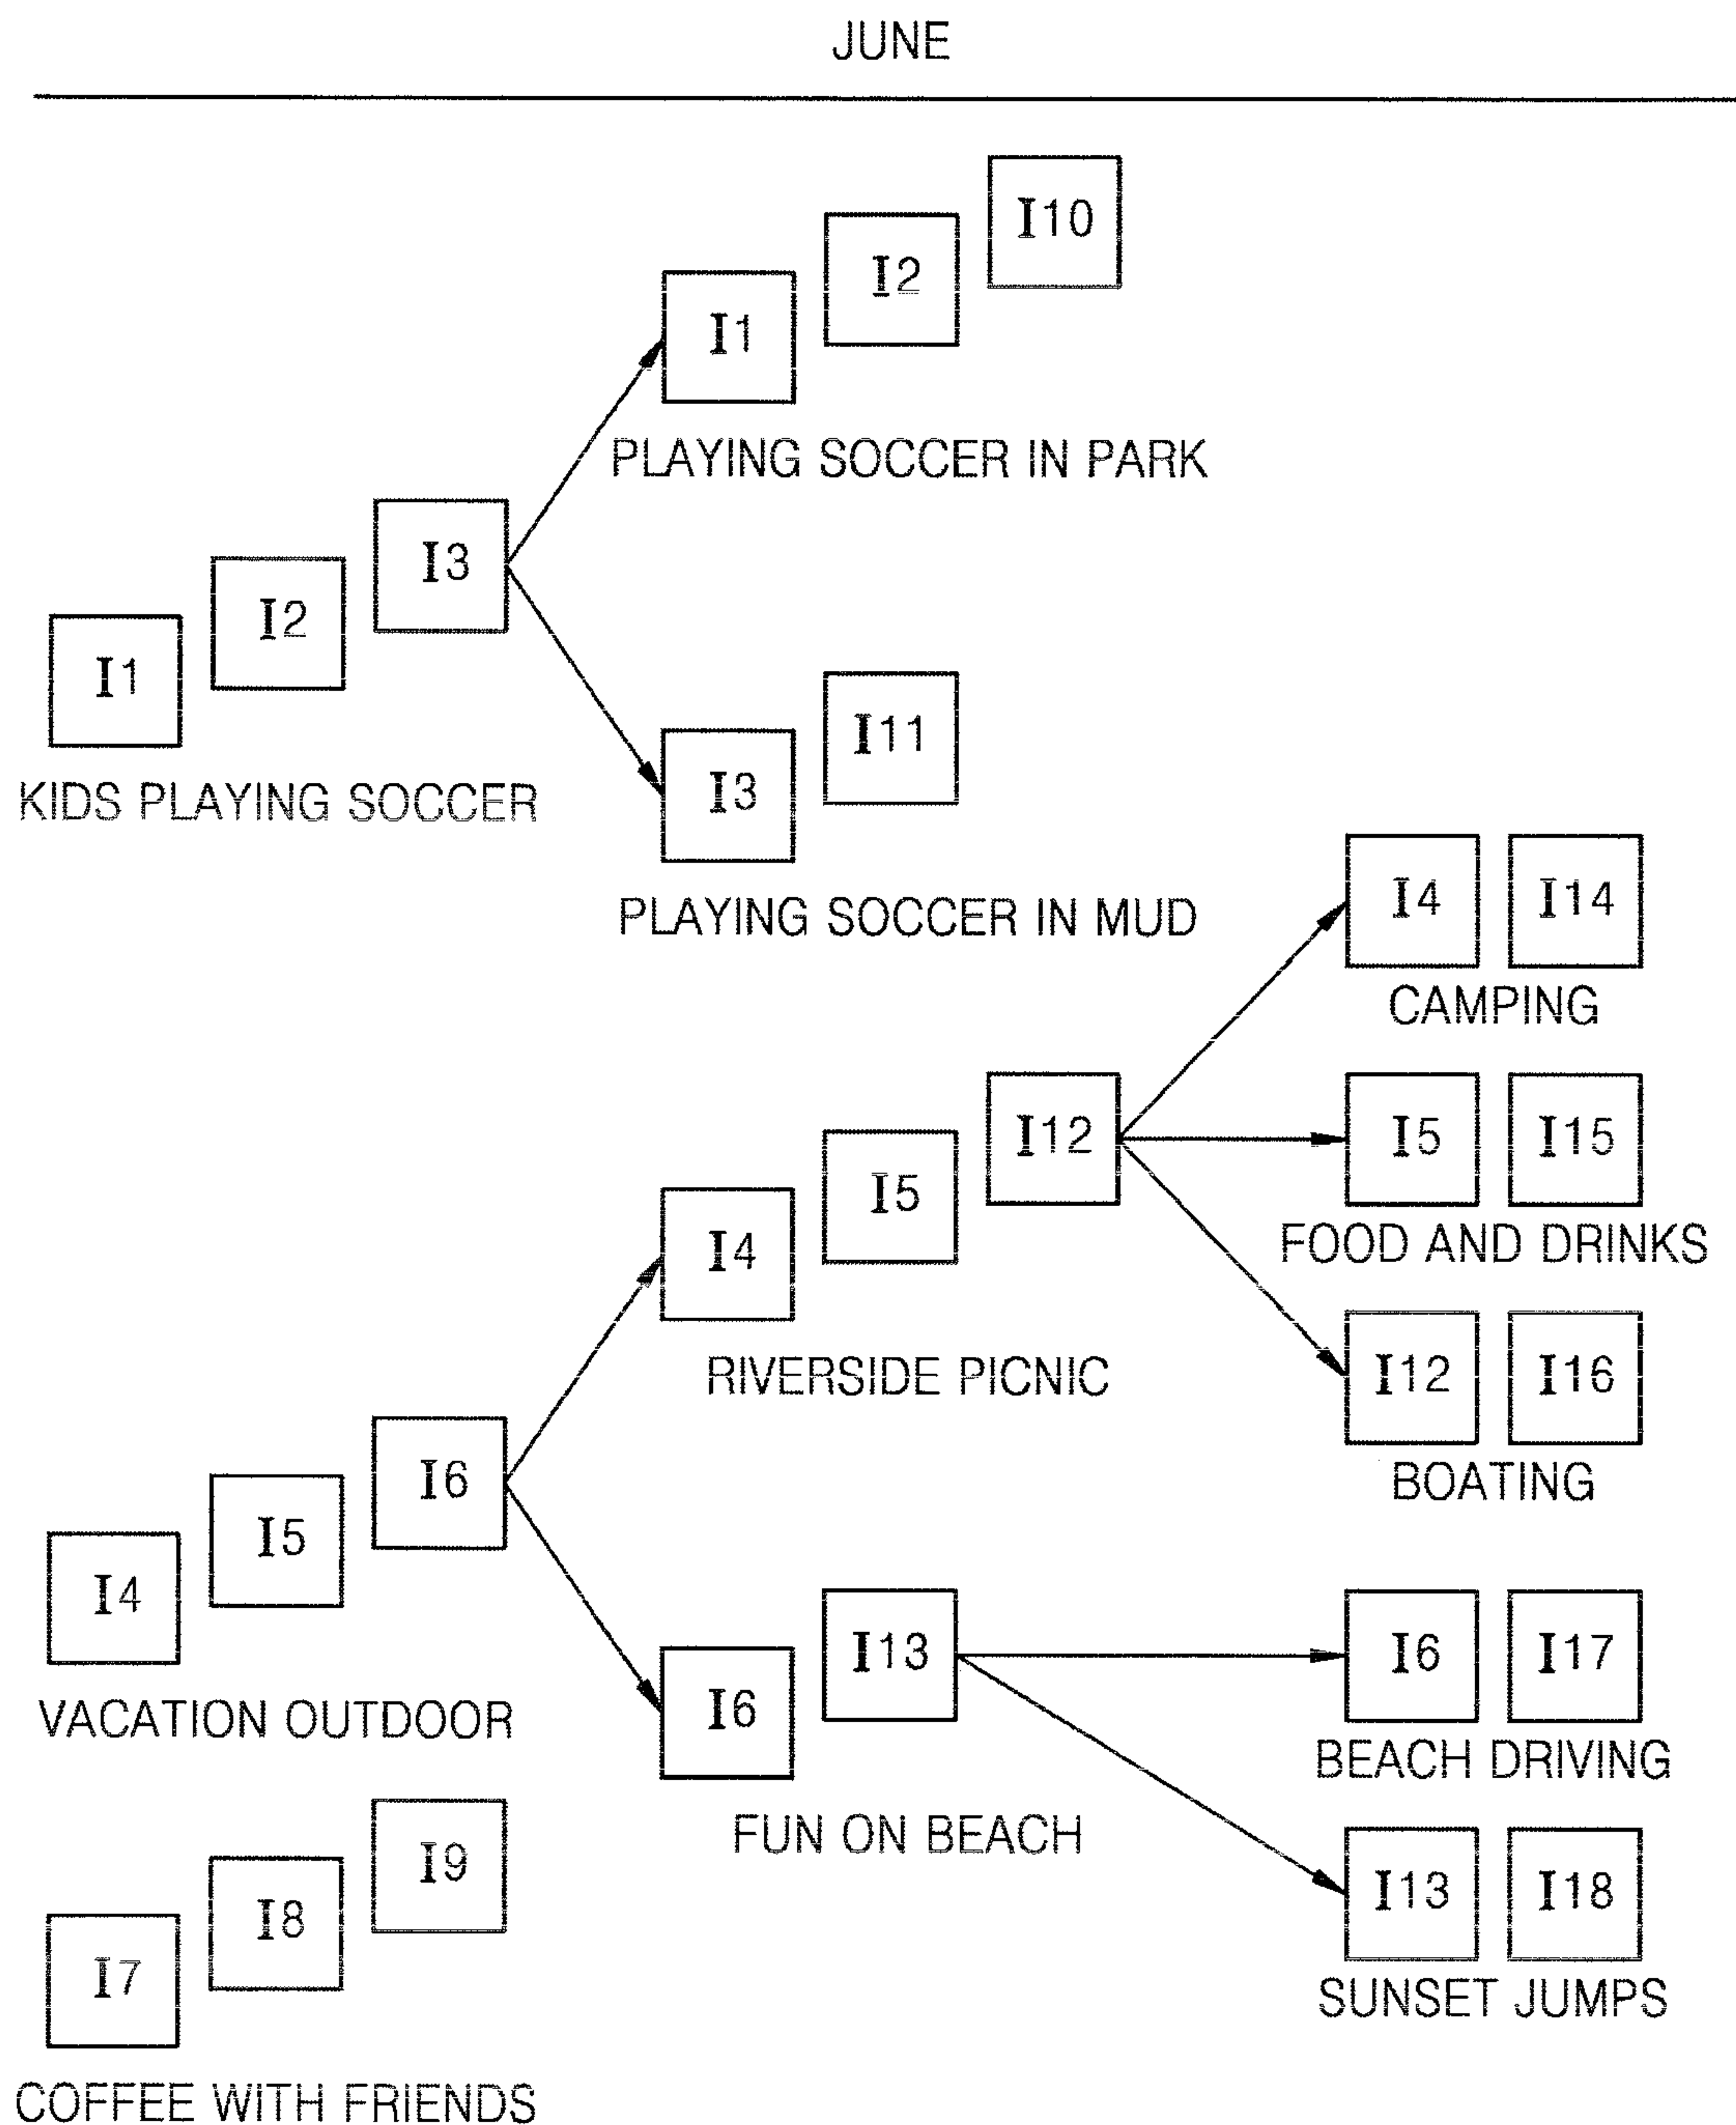 JUNE
I10
I2
I1
PLAYING SOCCER IN PARK
I3
I2
I1
KIDS PLAYING SOCCER
I11
I3
PLAYING SOCCER IN MUD
I4 I14
CAMPING
I12
I5 I15
FOOD AND DRINKS
I5
I4
RIVERSIDE PICNIC
I12 I16
BOATING
I6
I5
I4
VACATION OUTDOOR
I13
I6
FUN ON BEACH
I6 I17
BEACH DRIVING
I13 I18
SUNSET JUMPS
I9
I8
I7
COFFEE WITH FRIENDS